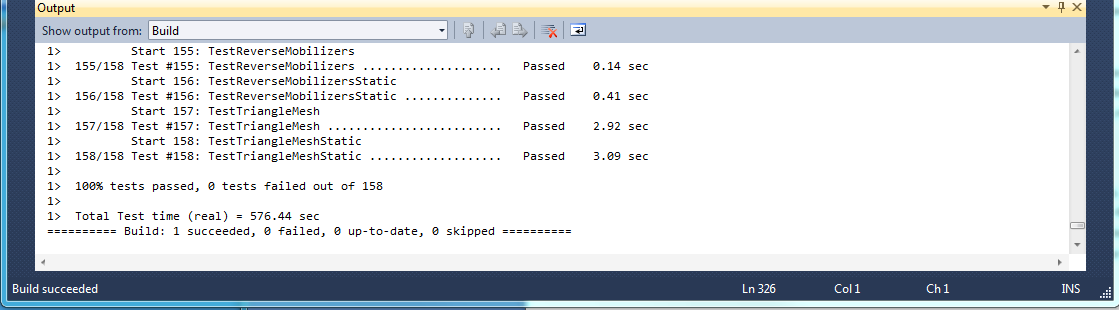 Output
Show output from: Build
1>          Start 155: TestReverseMobilizers
1>  155/158 Test #155: TestReverseMobilizers ....................   Passed    0.14 sec
1>          Start 156: TestReverseMobilizersStatic
1>  156/158 Test #156: TestReverseMobilizersStatic ..............   Passed    0.41 sec
1>          Start 157: TestTriangleMesh
1>  157/158 Test #157: TestTriangleMesh .........................   Passed    2.92 sec
1>          Start 158: TestTriangleMeshStatic
1>  158/158 Test #158: TestTriangleMeshStatic ...................   Passed    3.09 sec
1>
1>  100% tests passed, 0 tests failed out of 158
1>
1>  Total Test time (real) = 576.44 sec
========== Build: 1 succeeded, 0 failed, 0 up-to-date, 0 skipped ==========
Build succeeded Ln 326 Col 1 Ch 1 INS